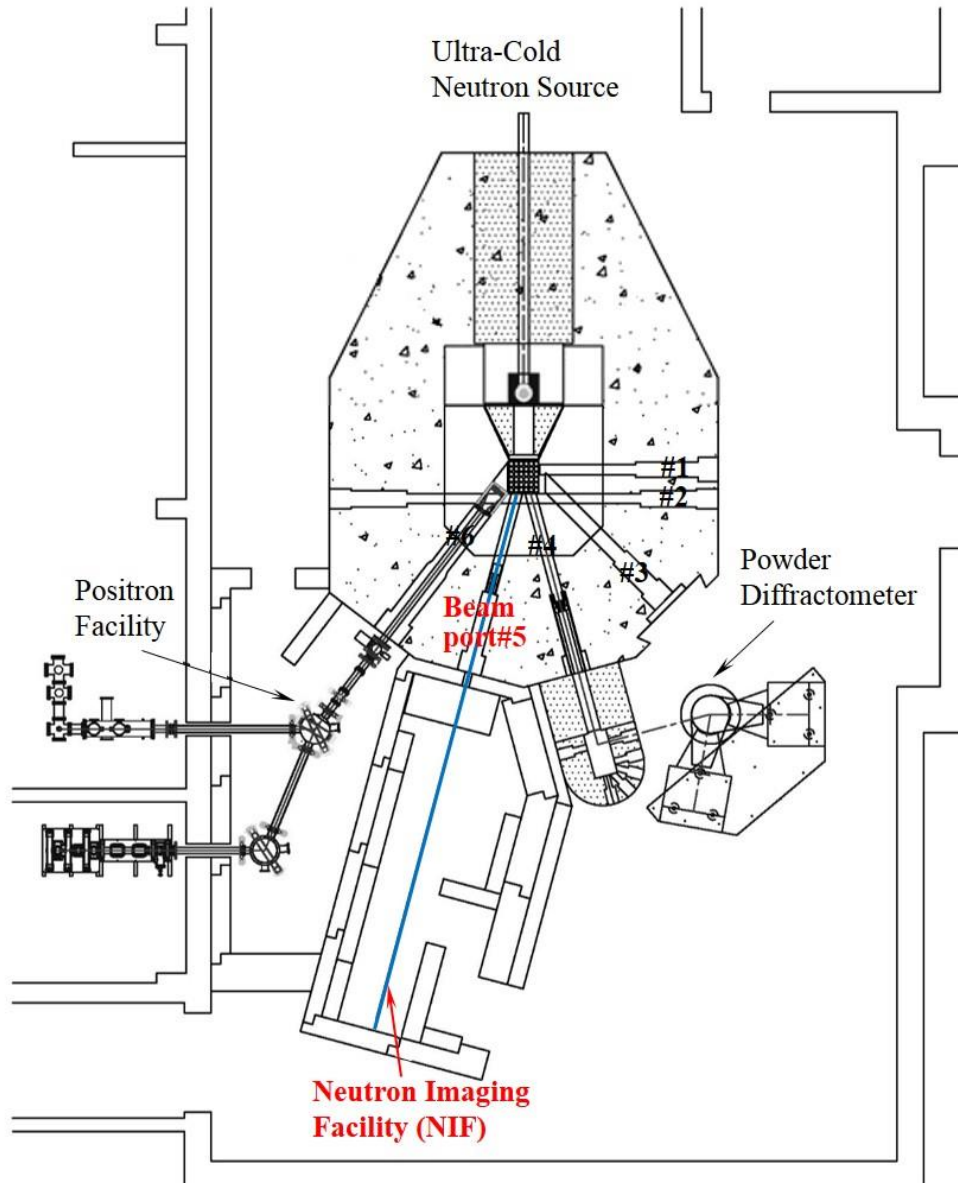 Ultra-Cold
Neutron Source
#1
#2
#6
#4
#3
Powder
Diffractometer
Positron
Facility
Beam
port#5
Neutron Imaging
Facility (NIF)